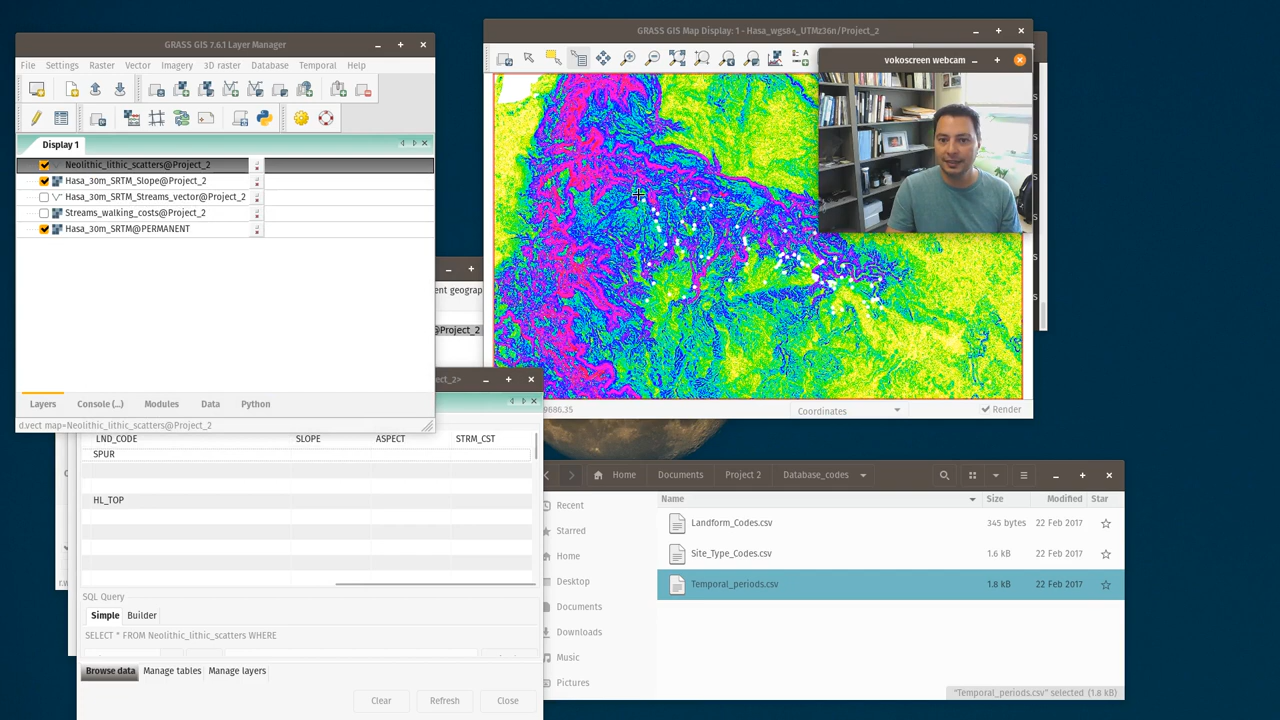 GRASS GIS 7.6.1 Layer Manager
File Settings Raster Vector Imagery 3D raster Database Temporal Help
Display 1
Neolithic_lithic_scatters@Project_2
Hasa_30m_SRTM_Slope@Project_2
Hasa_30m_SRTM_Streams_vector@Project_2
Streams_walking_costs@Project_2
Hasa_30m_SRTM@PERMANENT
Layers Console (...) Modules Data Python
d.vect map=Neolithic_lithic_scatters@Project_2
GRASS GIS Map Display: 1 - Hasa_wgs84_UTMz36n/Project_2
vokoscreen webcam
9686.35
Coordinates
Render
ent geograp
@Project_2
ect_2>
LND_CODE SLOPE ASPECT STRM_CST
SPUR
HL_TOP
SQL Query
Simple Builder
SELECT * FROM Neolithic_lithic_scatters WHERE
Browse data Manage tables Manage layers
Clear Refresh Close
r.w
Home Documents Project 2 Database_codes
Recent
Starred
Home
Desktop
Documents
Downloads
Music
Pictures
Name Size Modified Star
Landform_Codes.csv 345 bytes 22 Feb 2017
Site_Type_Codes.csv 1.6 kB 22 Feb 2017
Temporal_periods.csv 1.8 kB 22 Feb 2017
"Temporal_periods.csv" selected (1.8 kB)